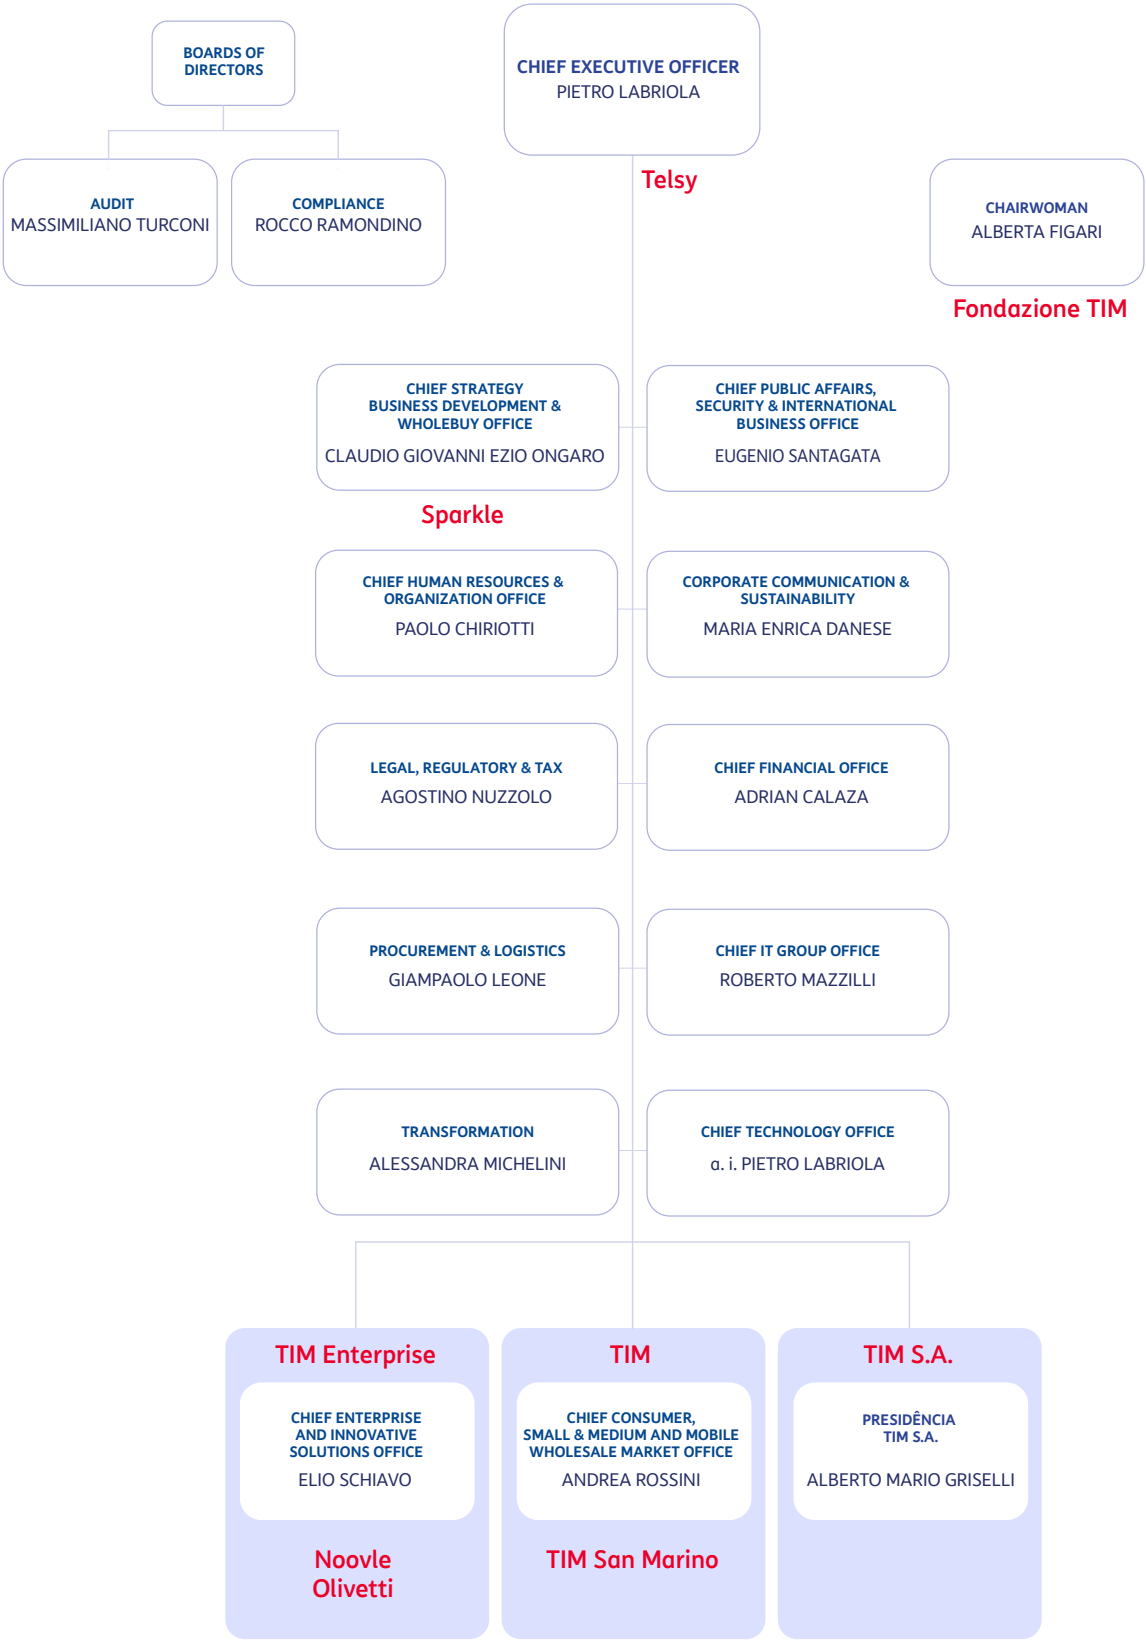 BOARDS OF
DIRECTORS
CHIEF EXECUTIVE OFFICER
PIETRO LABRIOLA
AUDIT
MASSIMILIANO TURCONI
COMPLIANCE
ROCCO RAMONDINO
Telsy
CHAIRWOMAN
ALBERTA FIGARI
Fondazione TIM
CHIEF STRATEGY
BUSINESS DEVELOPMENT &
WHOLEBUY OFFICE
CLAUDIO GIOVANNI EZIO ONGARO
Sparkle
CHIEF PUBLIC AFFAIRS,
SECURITY & INTERNATIONAL
BUSINESS OFFICE
EUGENIO SANTAGATA
CHIEF HUMAN RESOURCES &
ORGANIZATION OFFICE
PAOLO CHIRIOTTI
CORPORATE COMMUNICATION &
SUSTAINABILITY
MARIA ENRICA DANESE
LEGAL, REGULATORY & TAX
AGOSTINO NUZZOLO
CHIEF FINANCIAL OFFICE
ADRIAN CALAZA
PROCUREMENT & LOGISTICS
GIAMPAOLO LEONE
CHIEF IT GROUP OFFICE
ROBERTO MAZZILLI
TRANSFORMATION
ALESSANDRA MICHELINI
CHIEF TECHNOLOGY OFFICE
a. i. PIETRO LABRIOLA
TIM Enterprise
CHIEF ENTERPRISE
AND INNOVATIVE
SOLUTIONS OFFICE
ELIO SCHIAVO
Noovle
Olivetti
TIM
CHIEF CONSUMER,
SMALL & MEDIUM AND MOBILE
WHOLESALE MARKET OFFICE
ANDREA ROSSINI
TIM San Marino
TIM S.A.
PRESIDÊNCIA
TIM S.A.
ALBERTO MARIO GRISELLI